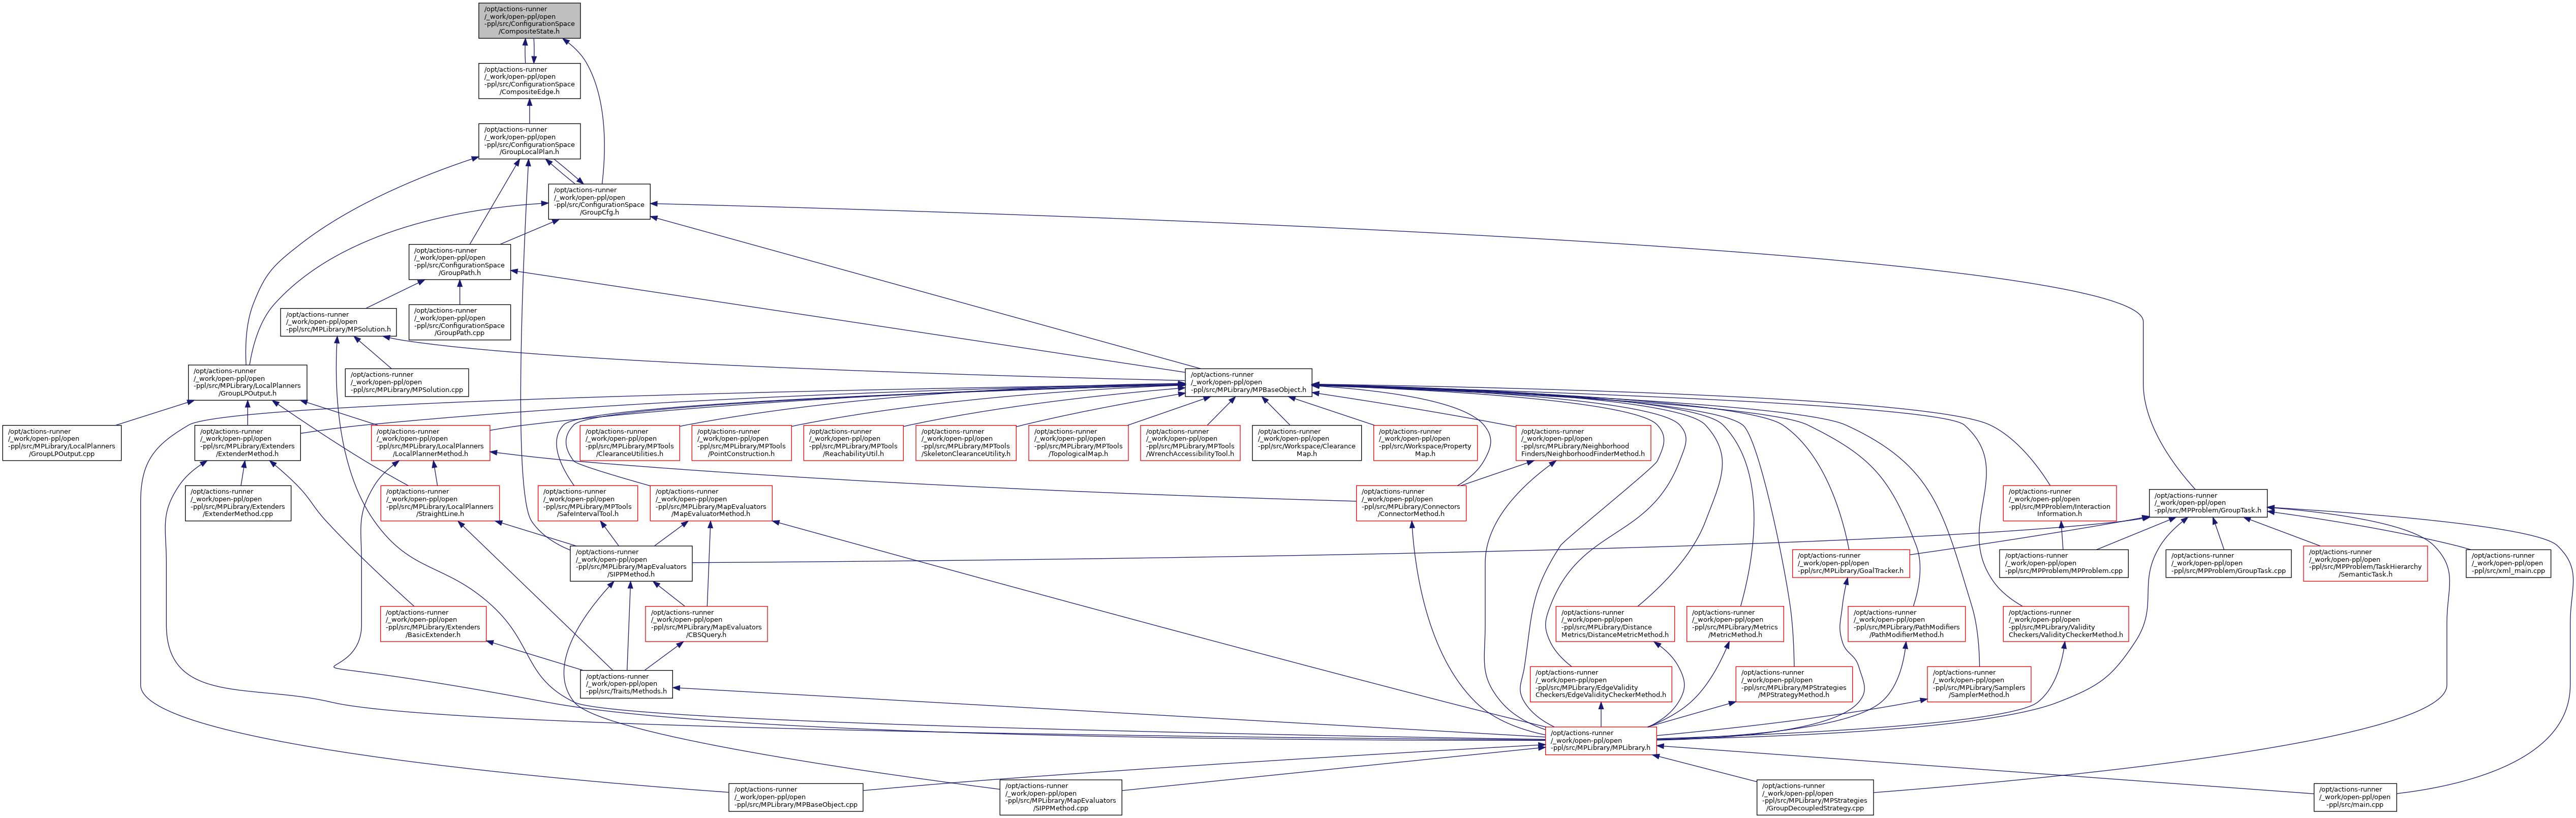 /opt/actions-runner
/_work/open-ppl/open
-ppl/src/ConfigurationSpace
/CompositeState.h
/opt/actions-runner
/_work/open-ppl/open
-ppl/src/ConfigurationSpace
/CompositeEdge.h
/opt/actions-runner
/_work/open-ppl/open
-ppl/src/ConfigurationSpace
/GroupLocalPlan.h
/opt/actions-runner
/_work/open-ppl/open
-ppl/src/ConfigurationSpace
/GroupCfg.h
/opt/actions-runner
/_work/open-ppl/open
-ppl/src/ConfigurationSpace
/GroupPath.h
/opt/actions-runner
/_work/open-ppl/open
-ppl/src/MPLibrary/MPSolution.h
/opt/actions-runner
/_work/open-ppl/open
-ppl/src/ConfigurationSpace
/GroupPath.cpp
/opt/actions-runner
/_work/open-ppl/open
-ppl/src/MPLibrary/LocalPlanners
/GroupLPOutput.h
/opt/actions-runner
/_work/open-ppl/open
-ppl/src/MPLibrary/MPSolution.cpp
/opt/actions-runner
/_work/open-ppl/open
-ppl/src/MPLibrary/MPBaseObject.h
/opt/actions-runner
/_work/open-ppl/open
-ppl/src/MPLibrary/LocalPlanners
/GroupLPOutput.cpp
/opt/actions-runner
/_work/open-ppl/open
-ppl/src/MPLibrary/Extenders
/ExtenderMethod.h
/opt/actions-runner
/_work/open-ppl/open
-ppl/src/MPLibrary/LocalPlanners
/LocalPlannerMethod.h
/opt/actions-runner
/_work/open-ppl/open
-ppl/src/MPLibrary/MPTools
/ClearanceUtilities.h
/opt/actions-runner
/_work/open-ppl/open
-ppl/src/MPLibrary/MPTools
/PointConstruction.h
/opt/actions-runner
/_work/open-ppl/open
-ppl/src/MPLibrary/MPTools
/ReachabilityUtil.h
/opt/actions-runner
/_work/open-ppl/open
-ppl/src/MPLibrary/MPTools
/SkeletonClearanceUtility.h
/opt/actions-runner
/_work/open-ppl/open
-ppl/src/MPLibrary/MPTools
/TopologicalMap.h
/opt/actions-runner
/_work/open-ppl/open
-ppl/src/MPLibrary/MPTools
/WrenchAccessibilityTool.h
/opt/actions-runner
/_work/open-ppl/open
-ppl/src/Workspace/Clearance
Map.h
/opt/actions-runner
/_work/open-ppl/open
-ppl/src/Workspace/Property
Map.h
/opt/actions-runner
/_work/open-ppl/open
-ppl/src/MPLibrary/Neighborhood
Finders/NeighborhoodFinderMethod.h
/opt/actions-runner
/_work/open-ppl/open
-ppl/src/MPLibrary/Extenders
/ExtenderMethod.cpp
/opt/actions-runner
/_work/open-ppl/open
-ppl/src/MPLibrary/LocalPlanners
/StraightLine.h
/opt/actions-runner
/_work/open-ppl/open
-ppl/src/MPLibrary/MPTools
/SafeIntervalTool.h
/opt/actions-runner
/_work/open-ppl/open
-ppl/src/MPLibrary/MapEvaluators
/MapEvaluatorMethod.h
/opt/actions-runner
/_work/open-ppl/open
-ppl/src/MPLibrary/Connectors
/ConnectorMethod.h
/opt/actions-runner
/_work/open-ppl/open
-ppl/src/MPProblem/Interaction
Information.h
/opt/actions-runner
/_work/open-ppl/open
-ppl/src/MPProblem/GroupTask.h
/opt/actions-runner
/_work/open-ppl/open
-ppl/src/MPLibrary/MapEvaluators
/SIPPMethod.h
/opt/actions-runner
/_work/open-ppl/open
-ppl/src/MPLibrary/GoalTracker.h
/opt/actions-runner
/_work/open-ppl/open
-ppl/src/MPProblem/MPProblem.cpp
/opt/actions-runner
/_work/open-ppl/open
-ppl/src/MPProblem/GroupTask.cpp
/opt/actions-runner
/_work/open-ppl/open
-ppl/src/MPProblem/TaskHierarchy
/SemanticTask.h
/opt/actions-runner
/_work/open-ppl/open
-ppl/src/xml_main.cpp
/opt/actions-runner
/_work/open-ppl/open
-ppl/src/MPLibrary/Extenders
/BasicExtender.h
/opt/actions-runner
/_work/open-ppl/open
-ppl/src/MPLibrary/MapEvaluators
/CBSQuery.h
/opt/actions-runner
/_work/open-ppl/open
-ppl/src/MPLibrary/Distance
Metrics/DistanceMetricMethod.h
/opt/actions-runner
/_work/open-ppl/open
-ppl/src/MPLibrary/Metrics
/MetricMethod.h
/opt/actions-runner
/_work/open-ppl/open
-ppl/src/MPLibrary/PathModifiers
/PathModifierMethod.h
/opt/actions-runner
/_work/open-ppl/open
-ppl/src/MPLibrary/Validity
Checkers/ValidityCheckerMethod.h
/opt/actions-runner
/_work/open-ppl/open
-ppl/src/Traits/Methods.h
/opt/actions-runner
/_work/open-ppl/open
-ppl/src/MPLibrary/EdgeValidity
Checkers/EdgeValidityCheckerMethod.h
/opt/actions-runner
/_work/open-ppl/open
-ppl/src/MPLibrary/MPStrategies
/MPStrategyMethod.h
/opt/actions-runner
/_work/open-ppl/open
-ppl/src/MPLibrary/Samplers
/SamplerMethod.h
/opt/actions-runner
/_work/open-ppl/open
-ppl/src/MPLibrary/MPLibrary.h
/opt/actions-runner
/_work/open-ppl/open
-ppl/src/MPLibrary/MPBaseObject.cpp
/opt/actions-runner
/_work/open-ppl/open
-ppl/src/MPLibrary/MapEvaluators
/SIPPMethod.cpp
/opt/actions-runner
/_work/open-ppl/open
-ppl/src/MPLibrary/MPStrategies
/GroupDecoupledStrategy.cpp
/opt/actions-runner
/_work/open-ppl/open
-ppl/src/main.cpp